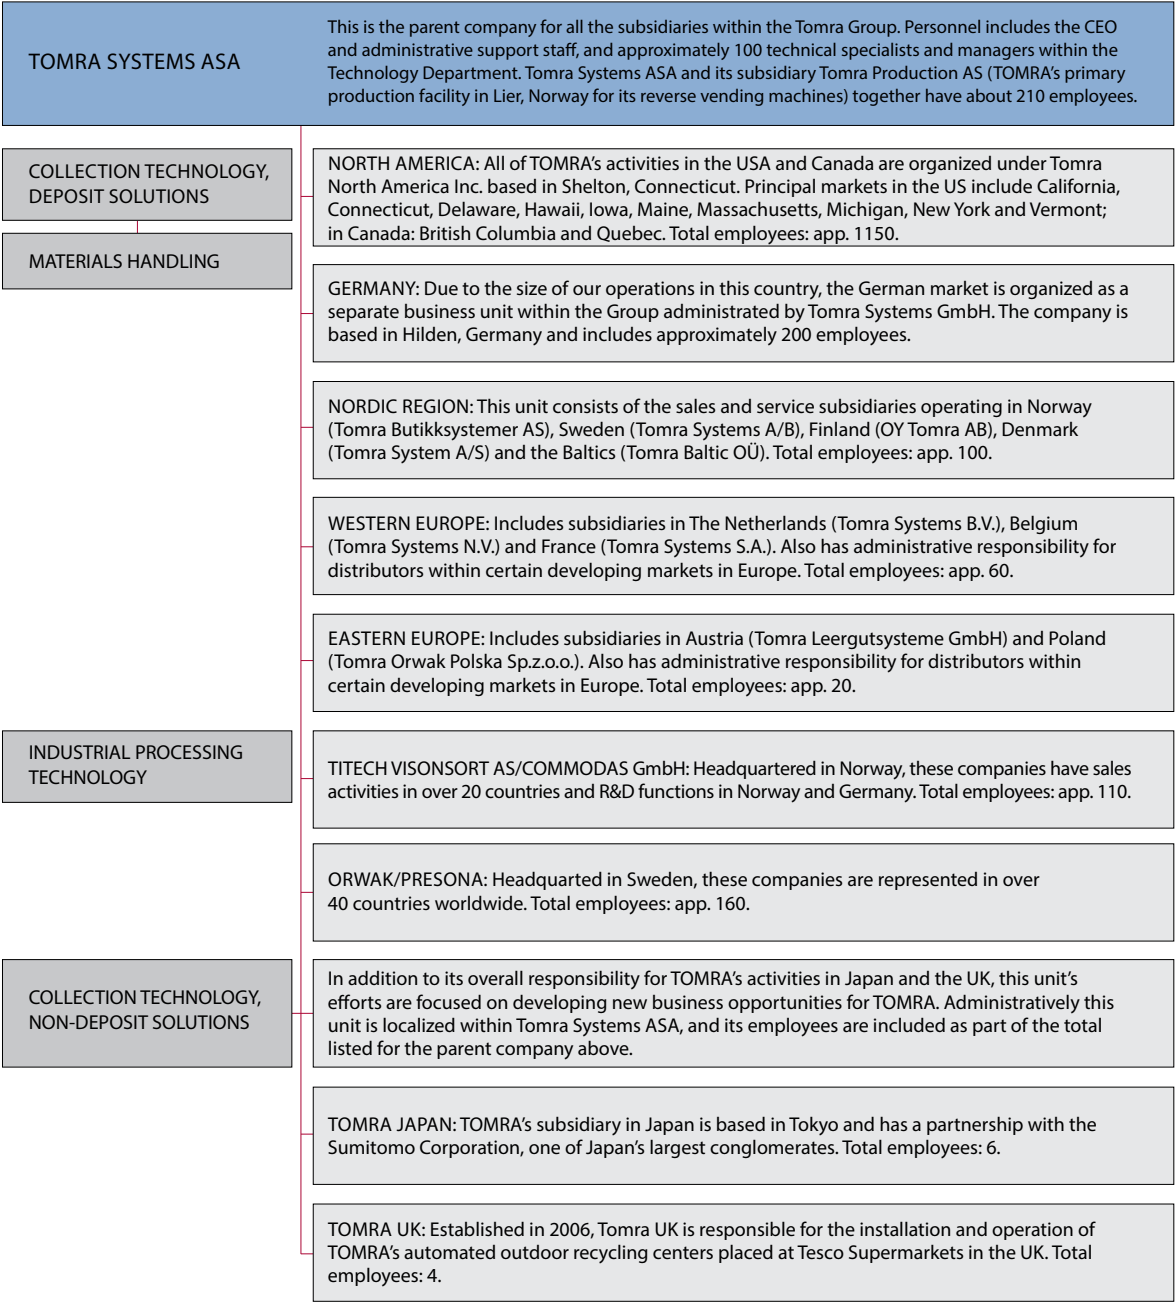 TOMRA SYSTEMS ASA
This is the parent company for all the subsidiaries within the Tomra Group. Personnel includes the CEO
and administrative support staff, and approximately 100 technical specialists and managers within the
Technology Department. Tomra Systems ASA and its subsidiary Tomra Production AS (TOMRA’s primary
production facility in Lier, Norway for its reverse vending machines) together have about 210 employees.
COLLECTION TECHNOLOGY,
DEPOSIT SOLUTIONS
MATERIALS HANDLING
NORTH AMERICA: All of TOMRA’s activities in the USA and Canada are organized under Tomra
North America Inc. based in Shelton, Connecticut. Principal markets in the US include California,
Connecticut, Delaware, Hawaii, Iowa, Maine, Massachusetts, Michigan, New York and Vermont;
in Canada: British Columbia and Quebec. Total employees: app. 1150.
GERMANY: Due to the size of our operations in this country, the German market is organized as a
separate business unit within the Group administrated by Tomra Systems GmbH. The company is
based in Hilden, Germany and includes approximately 200 employees.
NORDIC REGION: This unit consists of the sales and service subsidiaries operating in Norway
(Tomra Butikksystemer AS), Sweden (Tomra Systems A/B), Finland (OY Tomra AB), Denmark
(Tomra System A/S) and the Baltics (Tomra Baltic OÜ). Total employees: app. 100.
WESTERN EUROPE: Includes subsidiaries in The Netherlands (Tomra Systems B.V.), Belgium
(Tomra Systems N.V.) and France (Tomra Systems S.A.). Also has administrative responsibility for
distributors within certain developing markets in Europe. Total employees: app. 60.
EASTERN EUROPE: Includes subsidiaries in Austria (Tomra Leergutsysteme GmbH) and Poland
(Tomra Orwak Polska Sp.z.o.o.). Also has administrative responsibility for distributors within
certain developing markets in Europe. Total employees: app. 20.
INDUSTRIAL PROCESSING
TECHNOLOGY
TITECH VISONSORT AS/COMMODAS GmbH: Headquartered in Norway, these companies have sales
activities in over 20 countries and R&D functions in Norway and Germany. Total employees: app. 110.
ORWAK/PRESONA: Headquarted in Sweden, these companies are represented in over
40 countries worldwide. Total employees: app. 160.
COLLECTION TECHNOLOGY,
NON-DEPOSIT SOLUTIONS
In addition to its overall responsibility for TOMRA’s activities in Japan and the UK, this unit’s
efforts are focused on developing new business opportunities for TOMRA. Administratively this
unit is localized within Tomra Systems ASA, and its employees are included as part of the total
listed for the parent company above.
TOMRA JAPAN: TOMRA’s subsidiary in Japan is based in Tokyo and has a partnership with the
Sumitomo Corporation, one of Japan’s largest conglomerates. Total employees: 6.
TOMRA UK: Established in 2006, Tomra UK is responsible for the installation and operation of
TOMRA’s automated outdoor recycling centers placed at Tesco Supermarkets in the UK. Total
employees: 4.